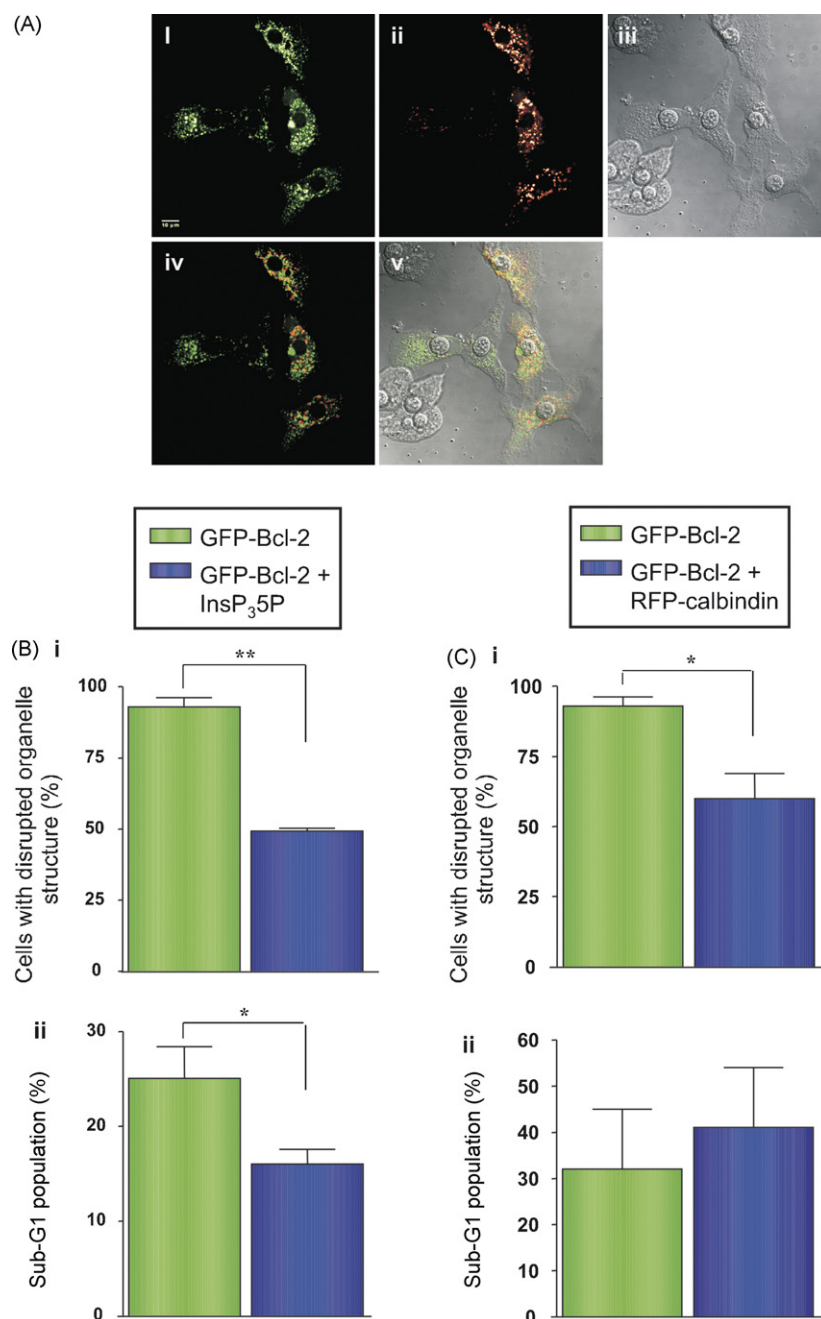 (A)
I
ii
iii
10 µm
iv
v
GFP-Bcl-2
GFP-Bcl-2 +
InsP₃5P
GFP-Bcl-2
GFP-Bcl-2 +
RFP-calbindin
(B) i
**
100
75
50
25
0
Cells with disrupted organelle
structure (%)
(C) i
*
100
75
50
25
0
Cells with disrupted organelle
structure (%)
ii
*
30
20
10
0
Sub-G1 population (%)
ii
60
50
40
30
20
30
40
0
Sub-G1 population (%)